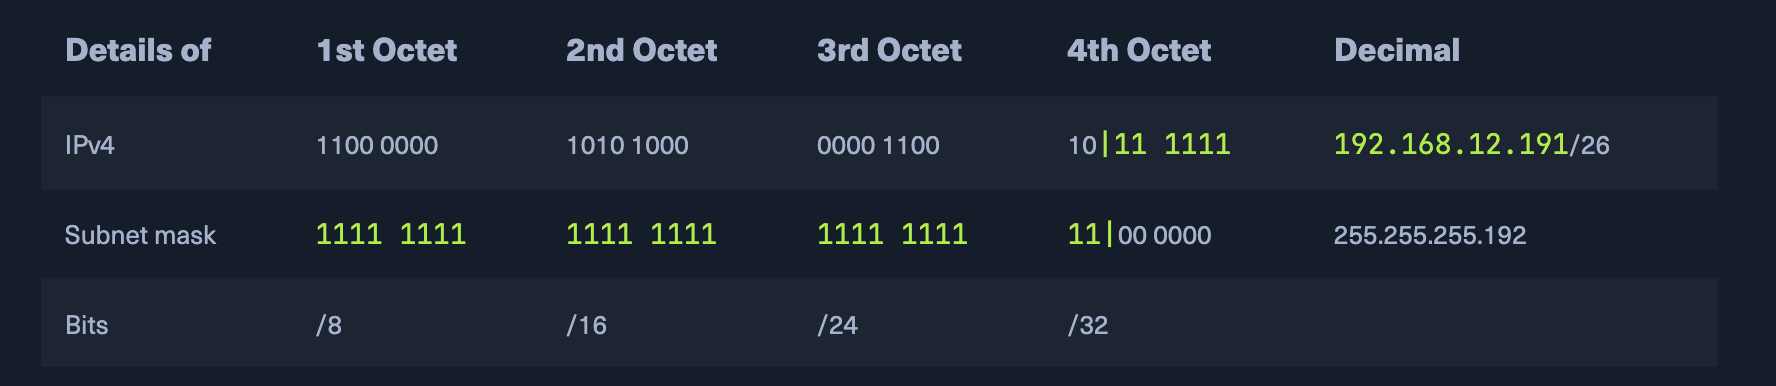 Details of 1st Octet 2nd Octet 3rd Octet 4th Octet Decimal
IPv4 1100 0000 1010 1000 0000 1100 10|11 1111 192.168.12.191/26
Subnet mask 1111 1111 1111 1111 1111 1111 11|00 0000 255.255.255.192
Bits /8 /16 /24 /32